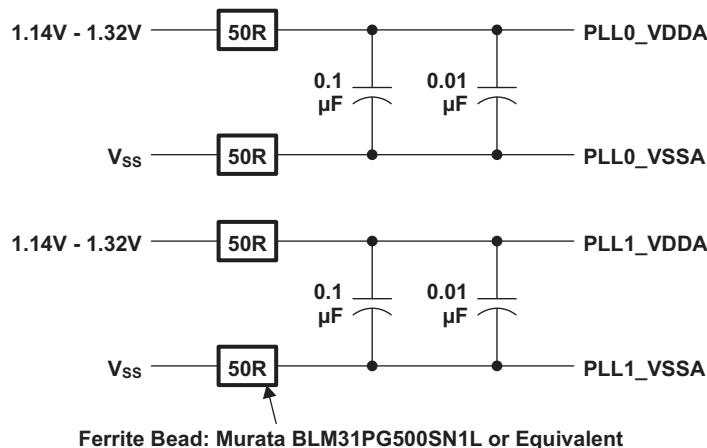 1.14V - 1.32V 50R PLL0_VDDA
0.1 0.01
µF µF
VSS 50R PLL0_VSSA
1.14V - 1.32V 50R PLL1_VDDA
0.1 0.01
µF µF
VSS 50R PLL1_VSSA
Ferrite Bead: Murata BLM31PG500SN1L or Equivalent